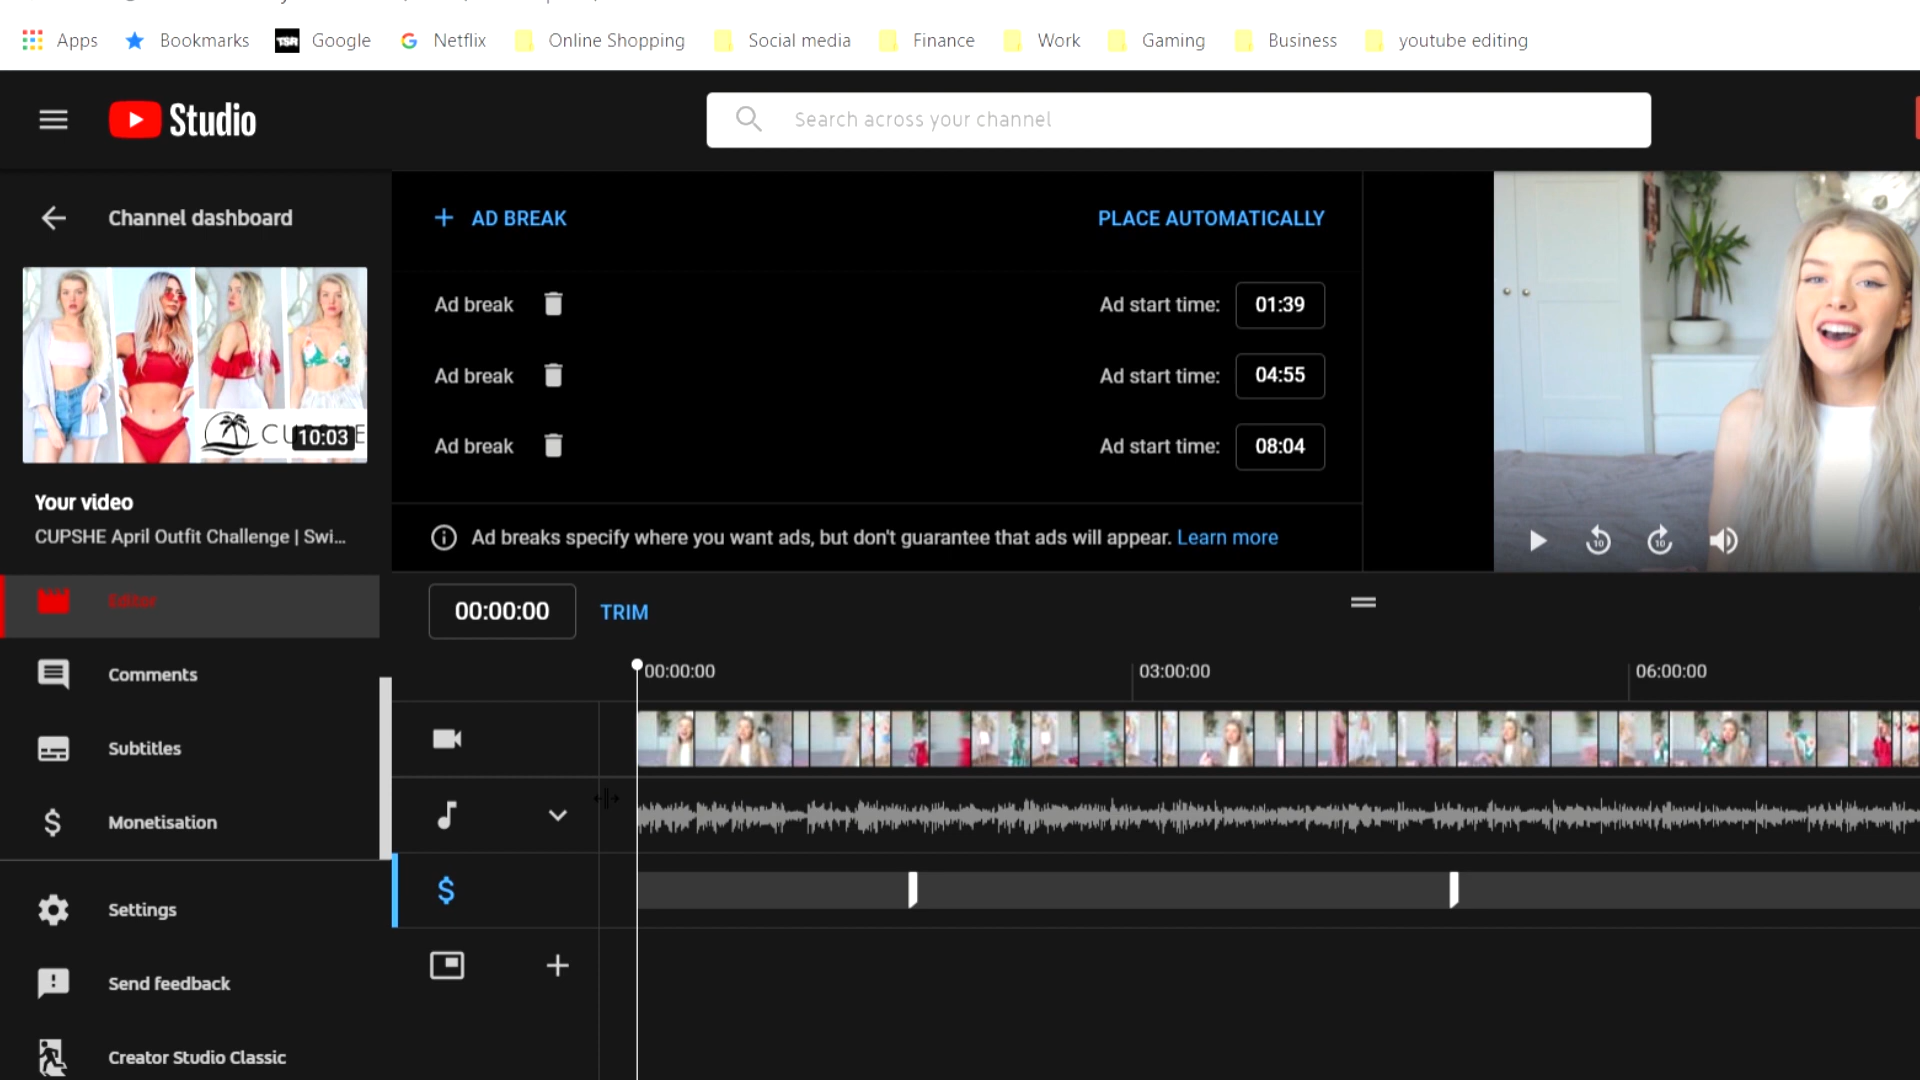 Apps Bookmarks TSR Google Netflix Online Shopping Social media Finance Work Gaming Business youtube editing
Studio
Search across your channel
Channel dashboard
10:03
Your video
CUPSHE April Outfit Challenge | Swi...
Editor
Comments
Subtitles
Monetisation
Settings
Send feedback
Creator Studio Classic
+ AD BREAK
PLACE AUTOMATICALLY
Ad break Ad start time: 01:39
Ad break Ad start time: 04:55
Ad break Ad start time: 08:04
Ad breaks specify where you want ads, but don't guarantee that ads will appear. Learn more
10 10
00:00:00 TRIM
00:00:00 03:00:00 06:00:00